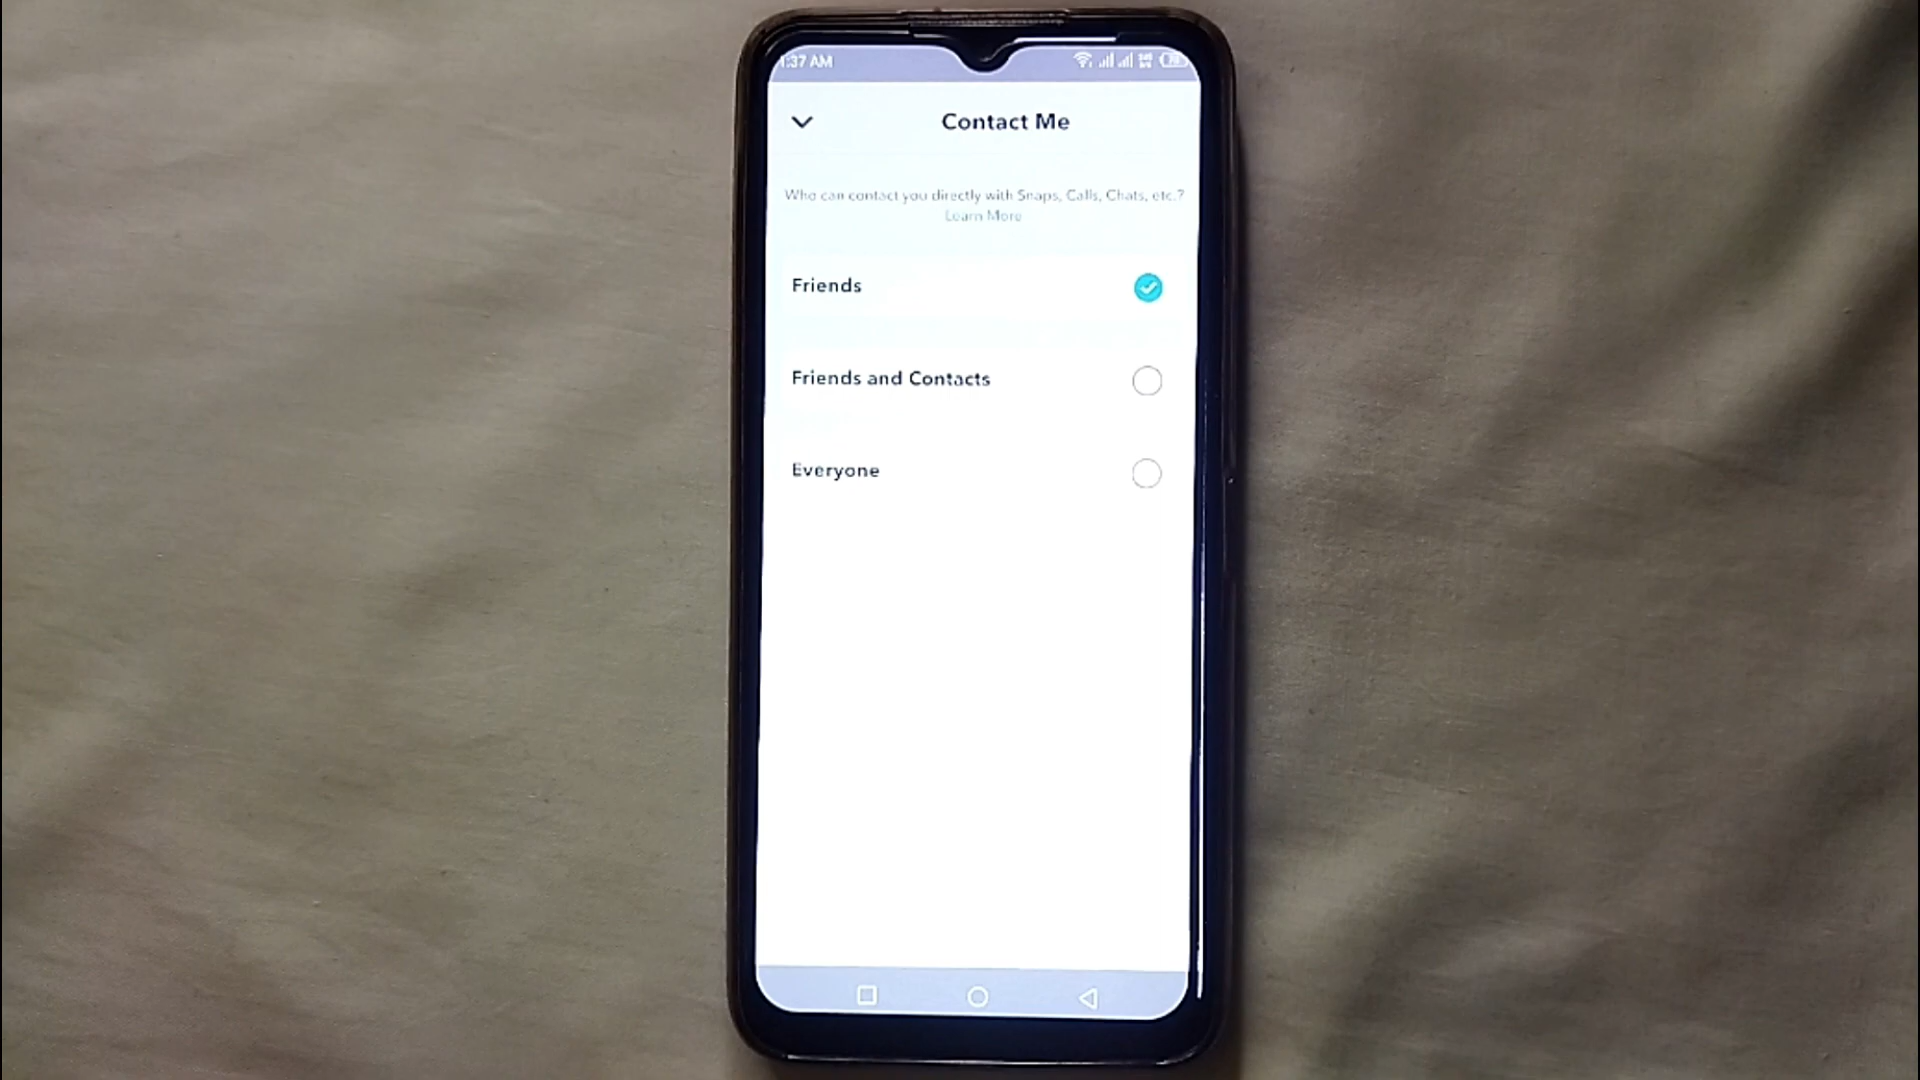 :37 AM
Contact Me
Who can contact you directly with Snaps, Calls, Chats, etc.?
Learn More
Friends
Friends and Contacts
Everyone